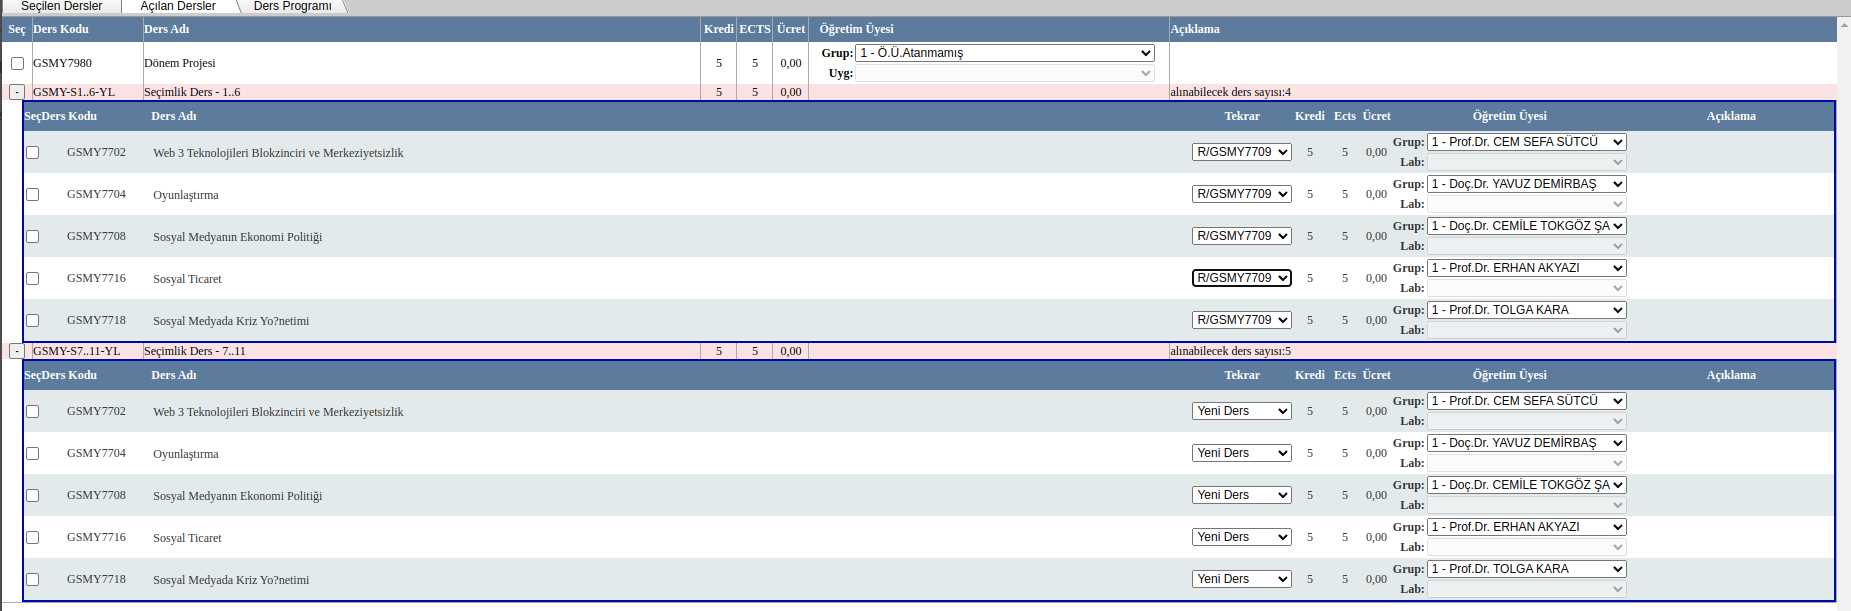 Seçilen Dersler Açılan Dersler Ders Programı
Seç Ders Kodu Ders Adı Kredi ECTS Ücret Öğretim Üyesi Açıklama
GSMY7980 Dönem Projesi 5 5 0,00 Grup: 1 - Ö.Ü.Atanmamış
Uyg:
- GSMY-S1..6-YL Seçimlik Ders - 1..6 5 5 0,00 alınabilecek ders sayısı:4
SeçDers Kodu Ders Adı Tekrar Kredi Ects Ücret Öğretim Üyesi Açıklama
GSMY7702 Web 3 Teknolojileri Blokzinciri ve Merkeziyetsizlik R/GSMY7709 5 5 0,00 Grup: 1 - Prof.Dr. CEM SEFA SÜTCÜ
Lab:
GSMY7704 Oyunlaştırma R/GSMY7709 5 5 0,00 Grup: 1 - Doç.Dr. YAVUZ DEMİRBAŞ
Lab:
GSMY7708 Sosyal Medyanın Ekonomi Politiği R/GSMY7709 5 5 0,00 Grup: 1 - Doç.Dr. CEMİLE TOKGÖZ ŞA
Lab:
GSMY7716 Sosyal Ticaret R/GSMY7709 5 5 0,00 Grup: 1 - Prof.Dr. ERHAN AKYAZI
Lab:
GSMY7718 Sosyal Medyada Kriz Yo?netimi R/GSMY7709 5 5 0,00 Grup: 1 - Prof.Dr. TOLGA KARA
Lab:
- GSMY-S7..11-YL Seçimlik Ders - 7..11 5 5 0,00 alınabilecek ders sayısı:5
SeçDers Kodu Ders Adı Tekrar Kredi Ects Ücret Öğretim Üyesi Açıklama
GSMY7702 Web 3 Teknolojileri Blokzinciri ve Merkeziyetsizlik Yeni Ders 5 5 0,00 Grup: 1 - Prof.Dr. CEM SEFA SÜTCÜ
Lab:
GSMY7704 Oyunlaştırma Yeni Ders 5 5 0,00 Grup: 1 - Doç.Dr. YAVUZ DEMİRBAŞ
Lab:
GSMY7708 Sosyal Medyanın Ekonomi Politiği Yeni Ders 5 5 0,00 Grup: 1 - Doç.Dr. CEMİLE TOKGÖZ ŞA
Lab:
GSMY7716 Sosyal Ticaret Yeni Ders 5 5 0,00 Grup: 1 - Prof.Dr. ERHAN AKYAZI
Lab:
GSMY7718 Sosyal Medyada Kriz Yo?netimi Yeni Ders 5 5 0,00 Grup: 1 - Prof.Dr. TOLGA KARA
Lab: